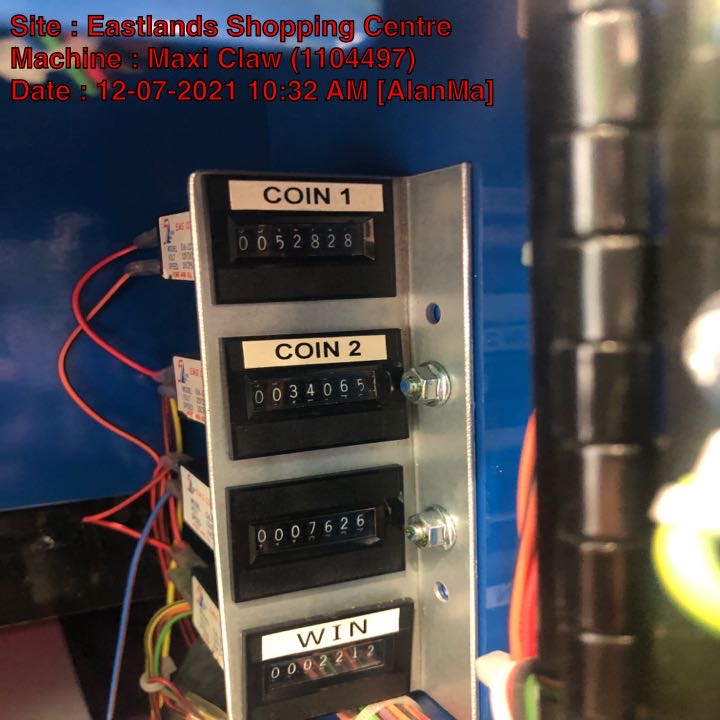 Site : Eastlands Shopping Centre
Machine : Maxi Claw (1104497)
Date : 12-07-2021 10:32 AM [AlanMa]
COIN 1
0052828
COIN 2
0034065
0007626
WIN
0002212